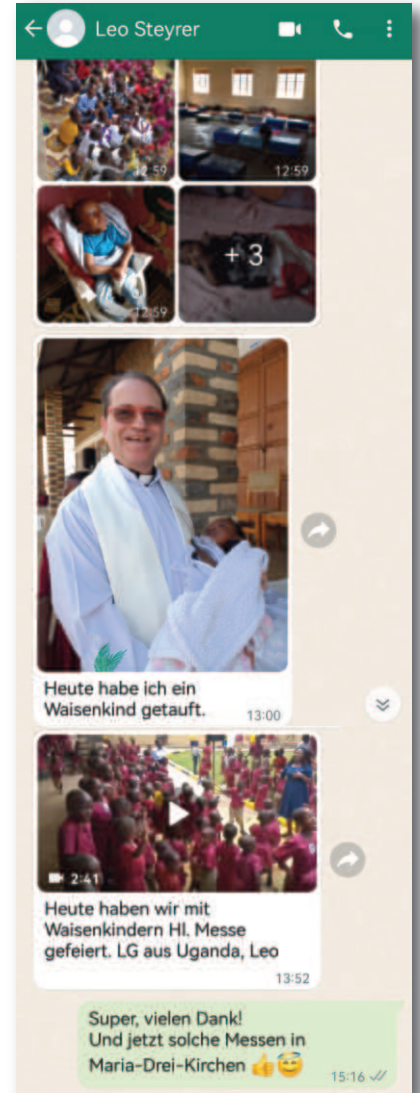 Leo Steyrer
12:59
12:59
12:59
+ 3
Heute habe ich ein
Waisenkind getauft.
13:00
2:41
Heute haben wir mit
Waisenkindern Hl. Messe
gefeiert. LG aus Uganda, Leo
13:52
Super, vielen Dank!
Und jetzt solche Messen in
Maria-Drei-Kirchen 👍😇
15:16